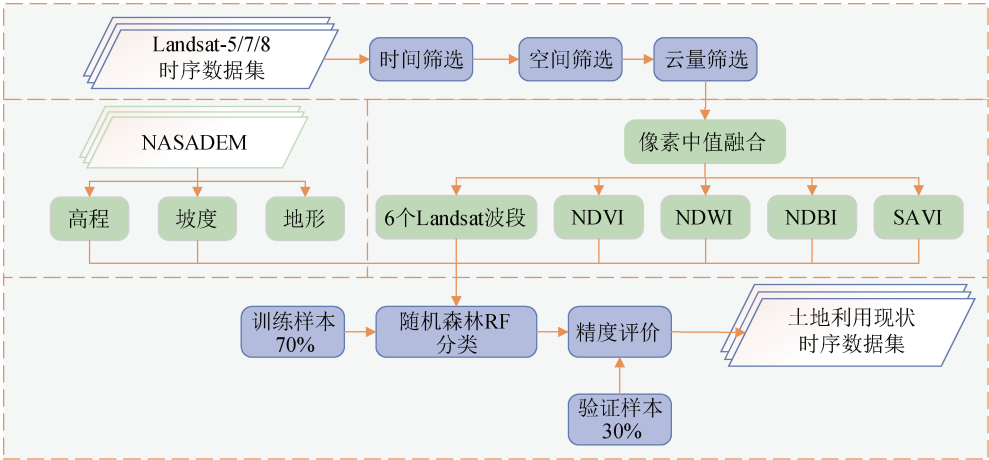 Landsat-5/7/8
时序数据集
时间筛选
空间筛选
云量筛选
NASADEM
像素中值融合
高程
坡度
地形
6个Landsat波段
NDVI
NDWI
NDBI
SAVI
训练样本
70%
随机森林RF
分类
精度评价
土地利用现状
时序数据集
验证样本
30%